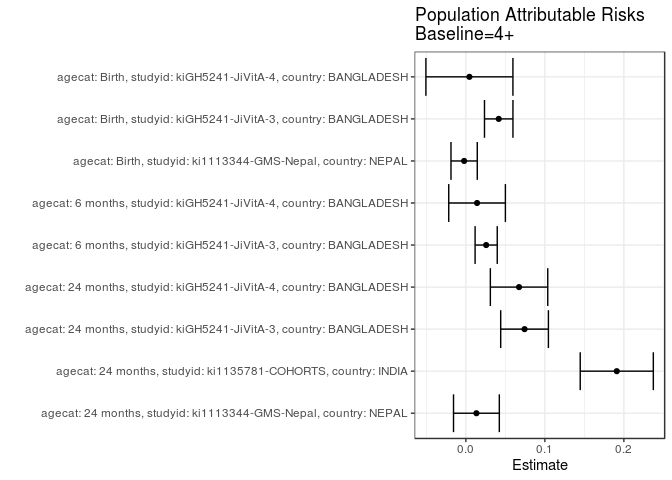 Population Attributable Risks
Baseline=4+
agecat: Birth, studyid: kiGH5241-JiVitA-4, country: BANGLADESH
agecat: Birth, studyid: kiGH5241-JiVitA-3, country: BANGLADESH
agecat: Birth, studyid: ki1113344-GMS-Nepal, country: NEPAL
agecat: 6 months, studyid: kiGH5241-JiVitA-4, country: BANGLADESH
agecat: 6 months, studyid: kiGH5241-JiVitA-3, country: BANGLADESH
agecat: 24 months, studyid: kiGH5241-JiVitA-4, country: BANGLADESH
agecat: 24 months, studyid: kiGH5241-JiVitA-3, country: BANGLADESH
agecat: 24 months, studyid: ki1135781-COHORTS, country: INDIA
agecat: 24 months, studyid: ki1113344-GMS-Nepal, country: NEPAL
0.0 0.1 0.2
Estimate